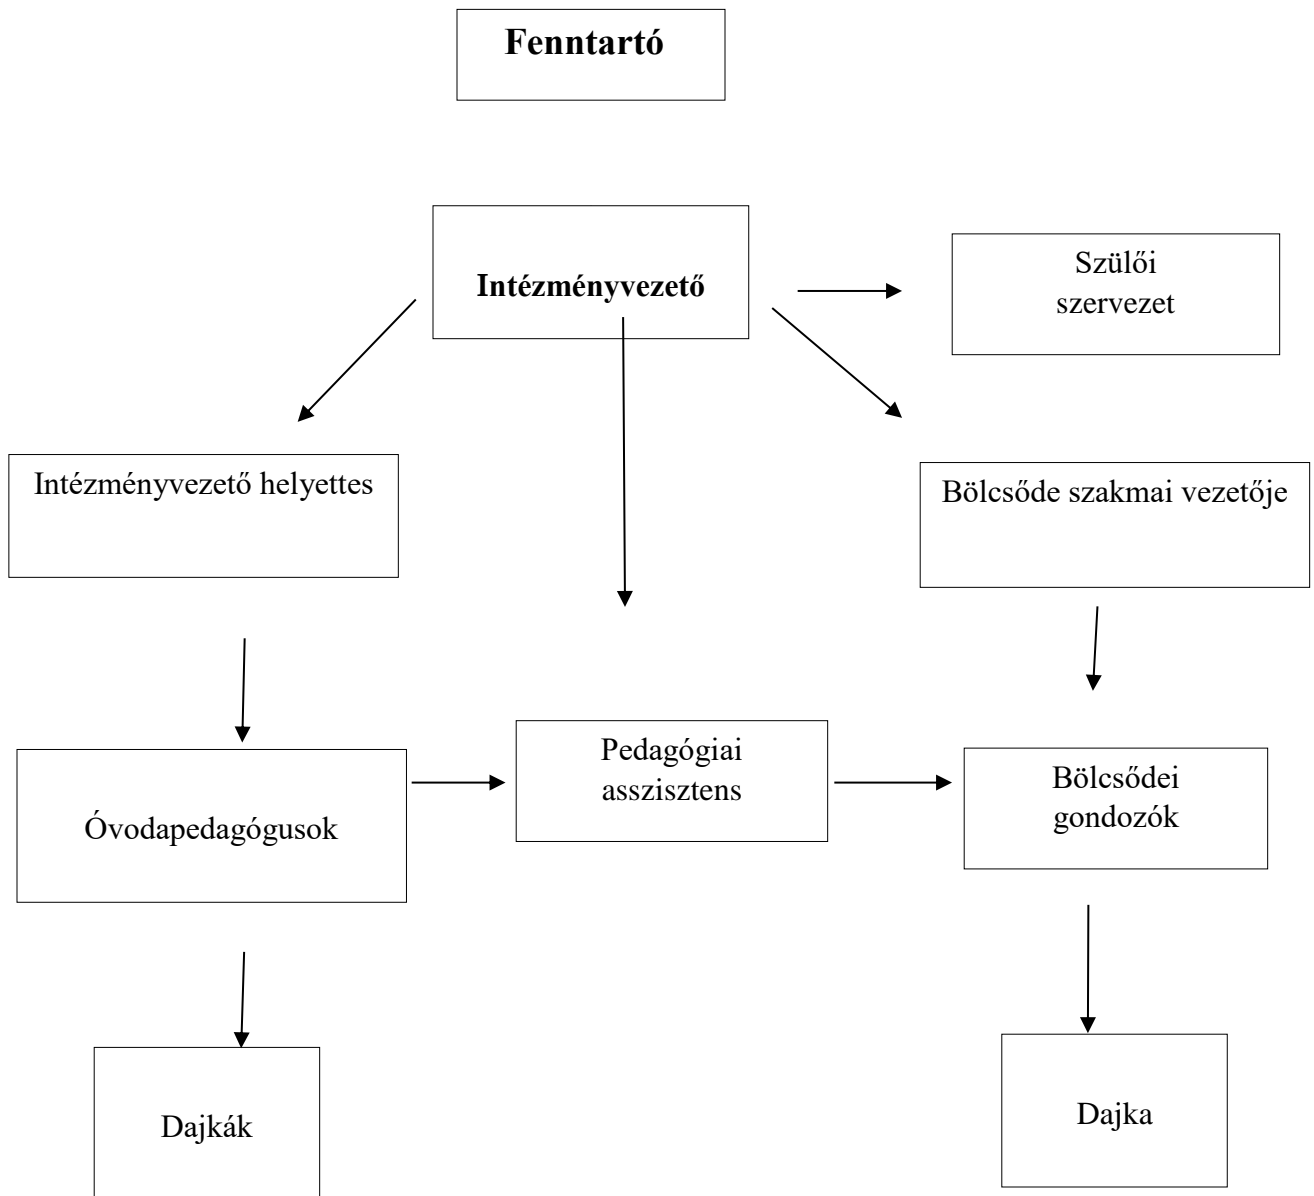 Fenntartó
Intézményvezető
Szülői
szervezet
Intézményvezető helyettes
Bölcsőde szakmai vezetője
Óvodapedagógusok
Pedagógiai
asszisztens
Bölcsődei
gondozók
Dajkák
Dajka